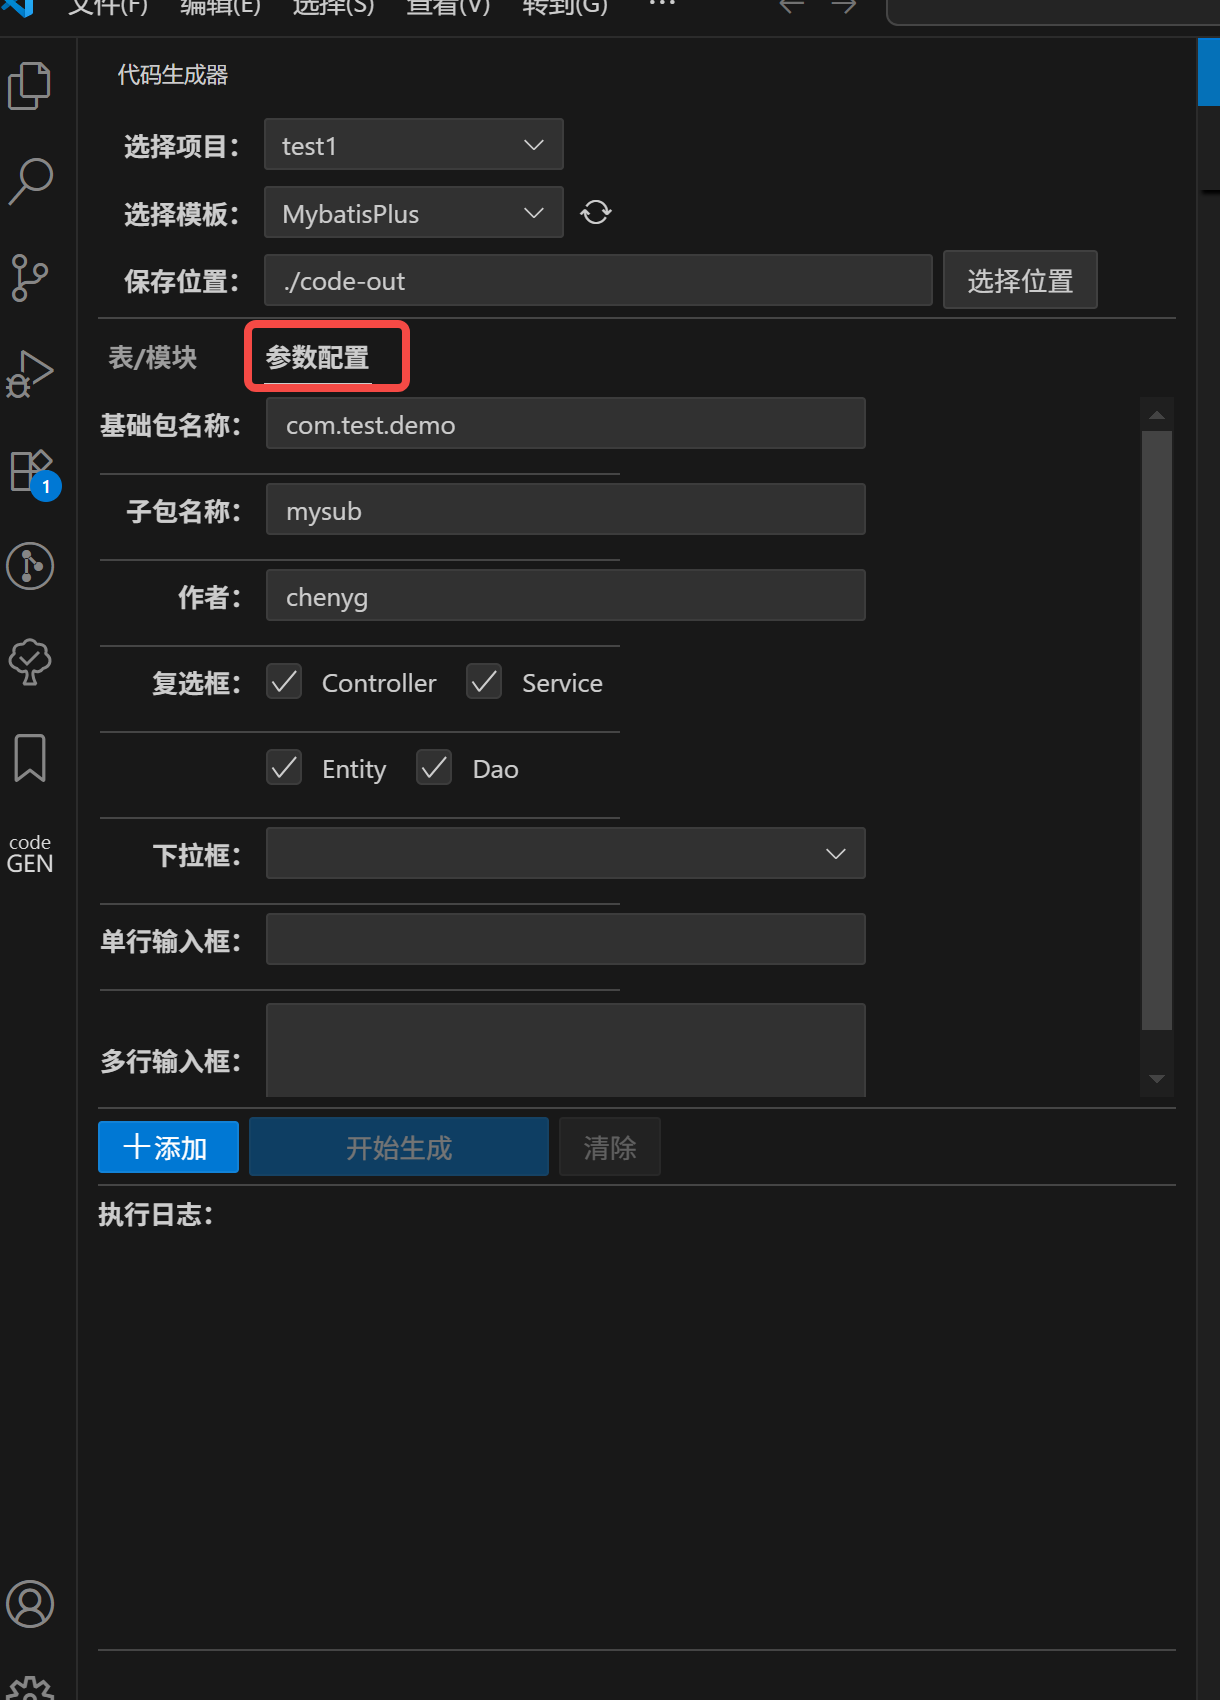 文件(F) 编辑(E) 选择(S) 查看(V) 转到(G) ···
代码生成器
选择项目： test1
选择模板： MybatisPlus
保存位置： ./code-out 选择位置
表/模块 参数配置
基础包名称： com.test.demo
子包名称： mysub
作者： chenyg
复选框： Controller Service
Entity Dao
下拉框：
单行输入框：
多行输入框：
添加 开始生成 清除
执行日志：
1
code
GEN